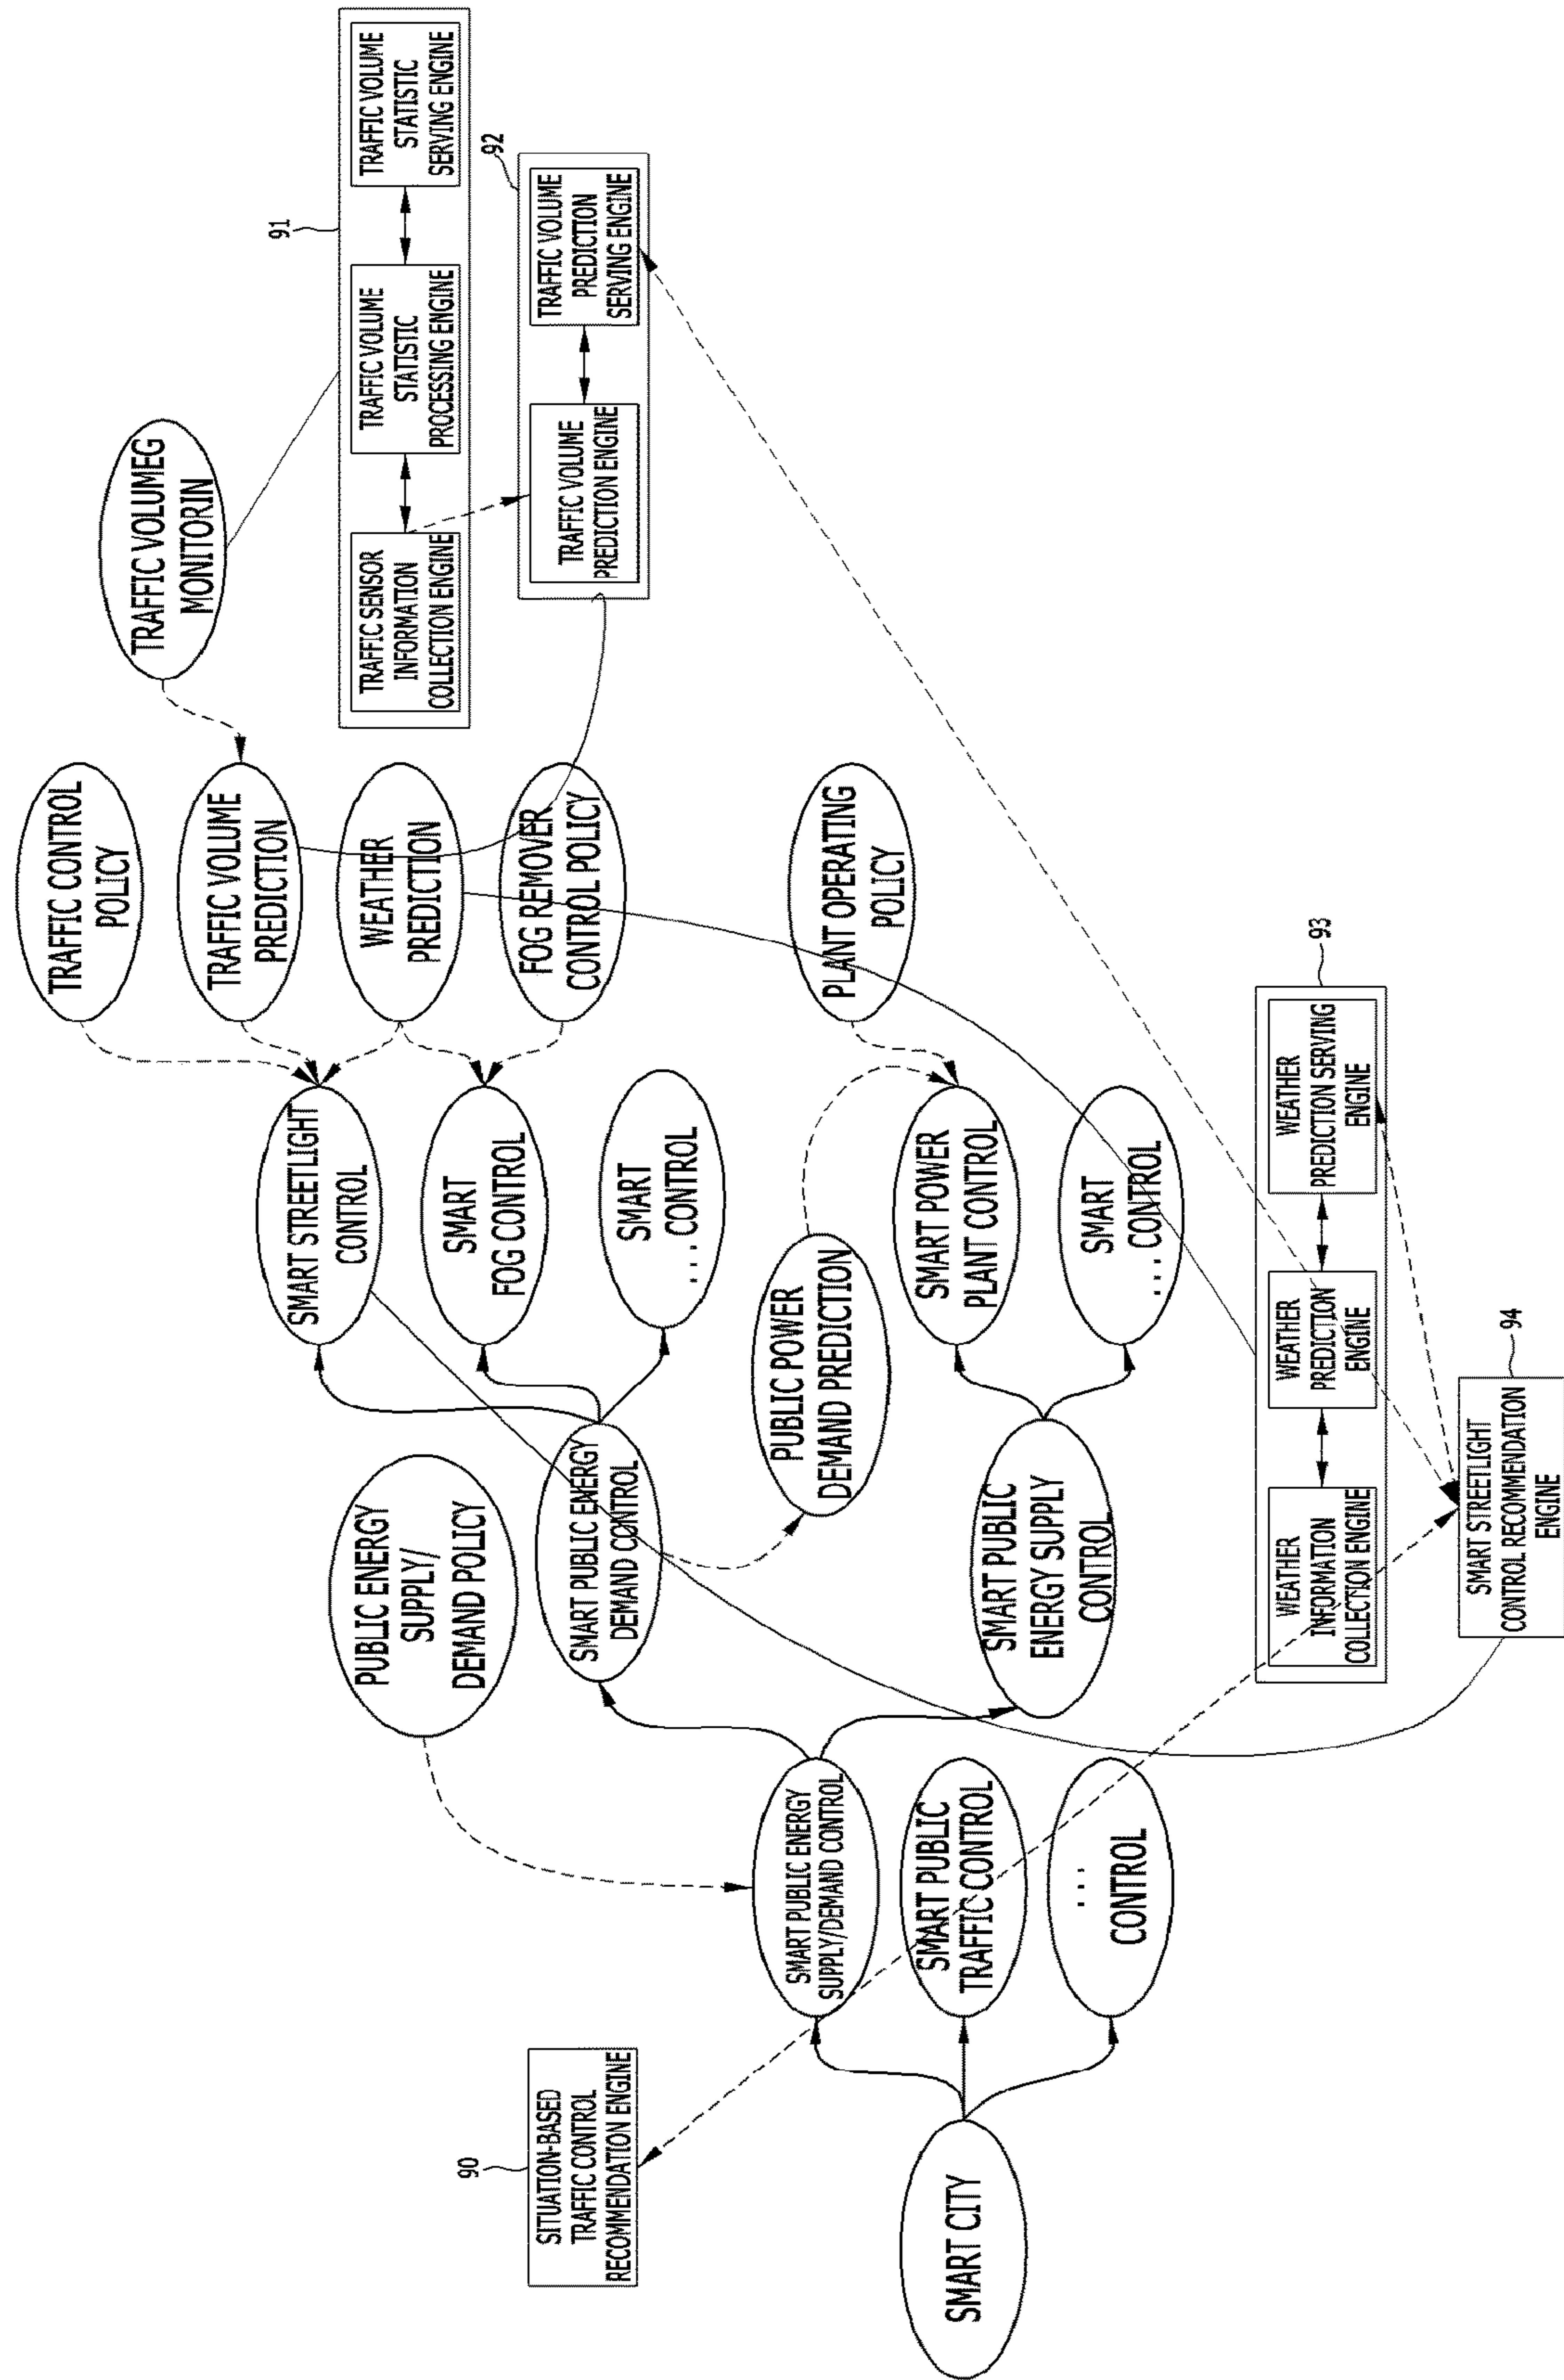 TRAFFIC CONTROL
POLICY
TRAFFIC VOLUMEG
MONITORIN
TRAFFIC VOLUME
PREDICTION
WEATHER
PREDICTION
FOG REMOVER
CONTROL POLICY
PLANT OPERATING
POLICY
91
TRAFFIC SENSOR
INFORMATION
COLLECTION ENGINE
TRAFFIC VOLUME
STATISTIC
PROCESSING ENGINE
TRAFFIC VOLUME
STATISTIC
SERVING ENGINE
92
TRAFFIC VOLUME
PREDICTION ENGINE
TRAFFIC VOLUME
PREDICTION
SERVING ENGINE
SMART STREETLIGHT
CONTROL
SMART
FOG CONTROL
SMART
...CONTROL
PUBLIC POWER
DEMAND PREDICTION
SMART POWER
PLANT CONTROL
SMART
...CONTROL
PUBLIC ENERGY
SUPPLY/
DEMAND POLICY
SMART PUBLIC ENERGY
DEMAND CONTROL
SMART PUBLIC
ENERGY SUPPLY
CONTROL
90
SITUATION-BASED
TRAFFIC CONTROL
RECOMMENDATION ENGINE
SMART PUBLIC ENERGY
SUPPLY/DEMAND CONTROL
SMART PUBLIC
TRAFFIC CONTROL
...
CONTROL
SMART CITY
93
WEATHER
INFORMATION
COLLECTION ENGINE
WEATHER
PREDICTION
ENGINE
WEATHER
PREDICTION SERVING
ENGINE
94
SMART STREETLIGHT
CONTROL RECOMMENDATION
ENGINE